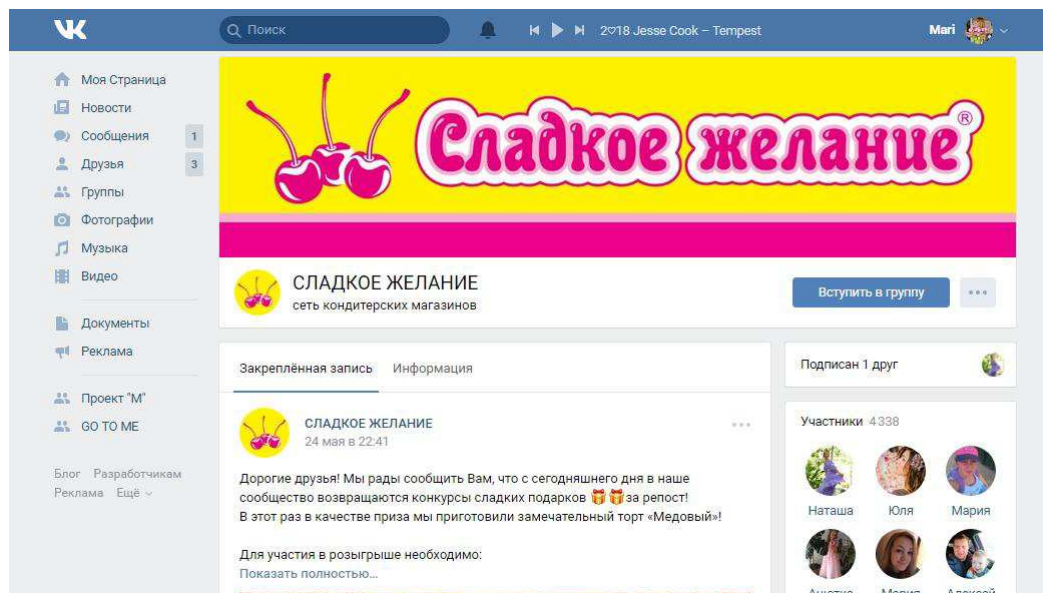 Поиск
2♡18 Jesse Cook – Tempest
Mari
Моя Страница
Новости
Сообщения 1
Друзья 3
Группы
Фотографии
Музыка
Видео
Документы
Реклама
Проект "М"
GO TO ME
Блог Разработчикам
Реклама Ещё
Сладкое желание®
СЛАДКОЕ ЖЕЛАНИЕ
сеть кондитерских магазинов
Вступить в группу
Закреплённая запись Информация
СЛАДКОЕ ЖЕЛАНИЕ
24 мая в 22:41
Дорогие друзья! Мы рады сообщить Вам, что с сегодняшнего дня в наше
сообщество возвращаются конкурсы сладких подарков 🎁🎁за репост!
В этот раз в качестве приза мы приготовили замечательный торт «Медовый»!
Для участия в розыгрыше необходимо:
Показать полностью...
Подписан 1 друг
Участники 4338
Наташа Юля Мария
Мария Алексей